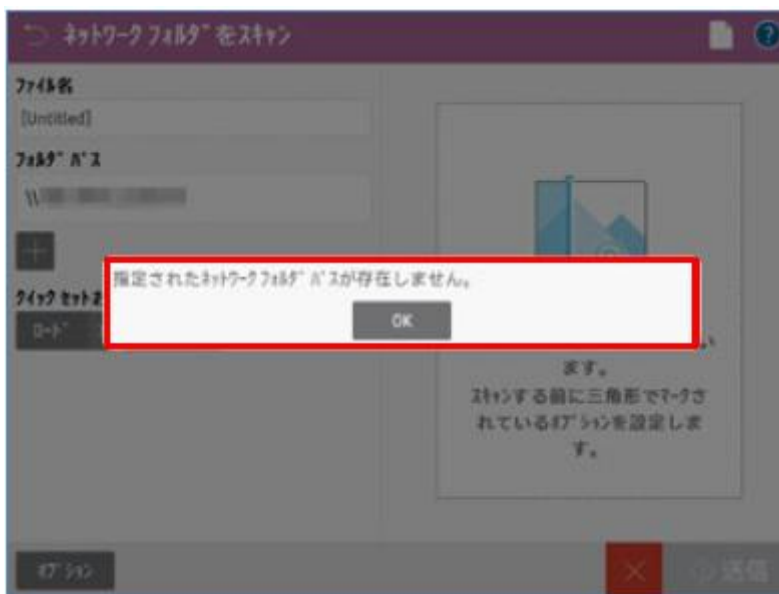 ネットワーク フォルダ をスキャン
ファイル名
[Untitled]
フォルダ パス
\\
指定されたネットワーク フォルダ パスが存在しません。
OK
クイック セット
ロード
ます。
スキャンする前に三角形でマークさ
れているオプションを設定しま
す。
オプション
送信